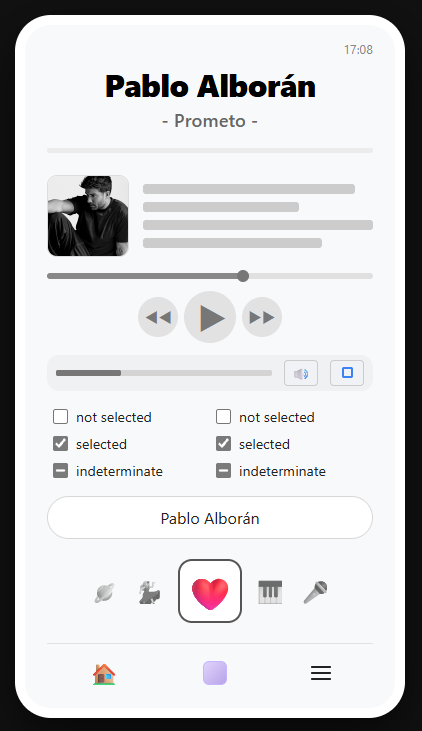 17:08
Pablo Alborán
- Prometo -
not selected
not selected
selected
selected
indeterminate
indeterminate
Pablo Alborán